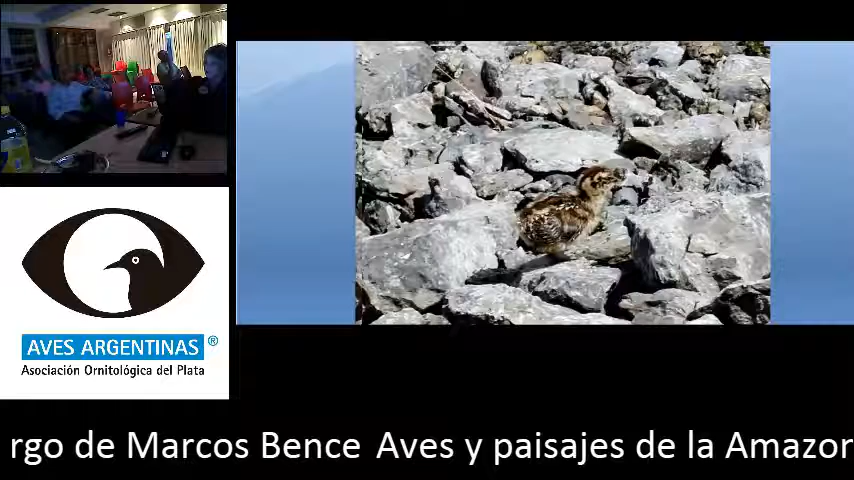 AVES ARGENTINAS ®
Asociación Ornitológica del Plata
rgo de Marcos Bence Aves y paisajes de la Amazon